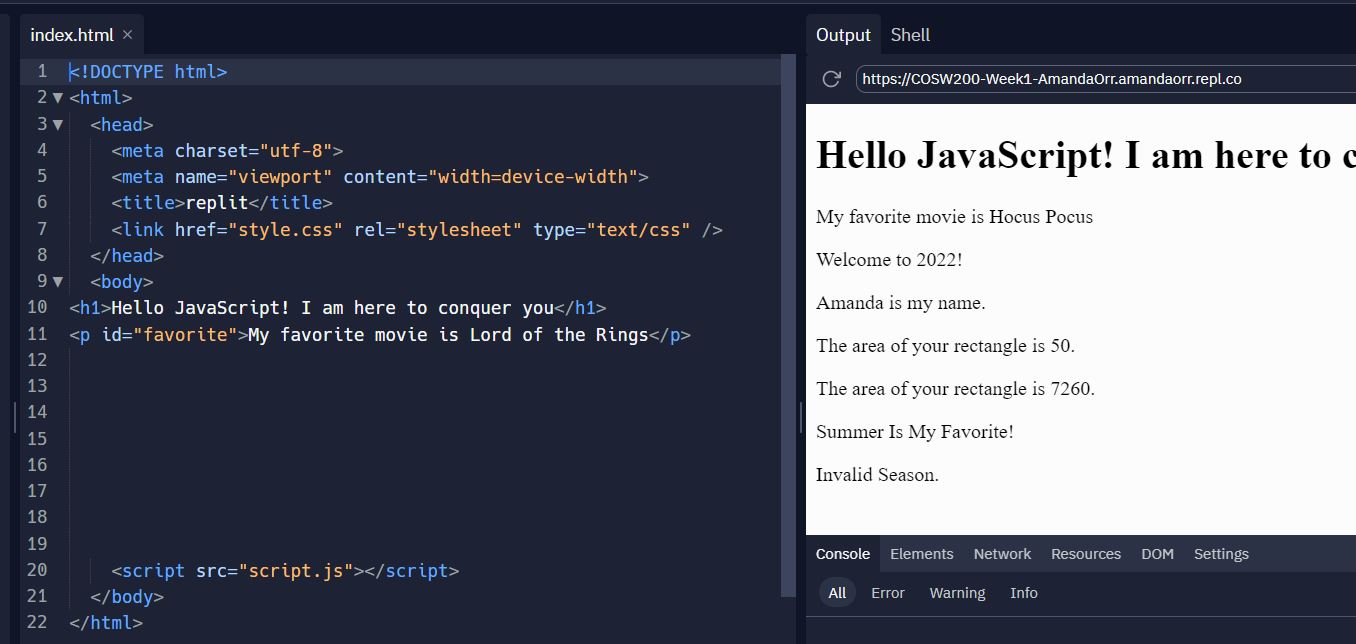 index.html ×
1 <!DOCTYPE html>
2 <html>
3 <head>
4 <meta charset="utf-8">
5 <meta name="viewport" content="width=device-width">
6 <title>replit</title>
7 <link href="style.css" rel="stylesheet" type="text/css" />
8 </head>
9 <body>
10 <h1>Hello JavaScript! I am here to conquer you</h1>
11 <p id="favorite">My favorite movie is Lord of the Rings</p>
12
13
14
15
16
17
18
19
20 <script src="script.js"></script>
21 </body>
22 </html>
Output Shell
https://COSW200-Week1-AmandaOrr.amandaorr.repl.co
Hello JavaScript! I am here to c
My favorite movie is Hocus Pocus
Welcome to 2022!
Amanda is my name.
The area of your rectangle is 50.
The area of your rectangle is 7260.
Summer Is My Favorite!
Invalid Season.
Console Elements Network Resources DOM Settings
All Error Warning Info